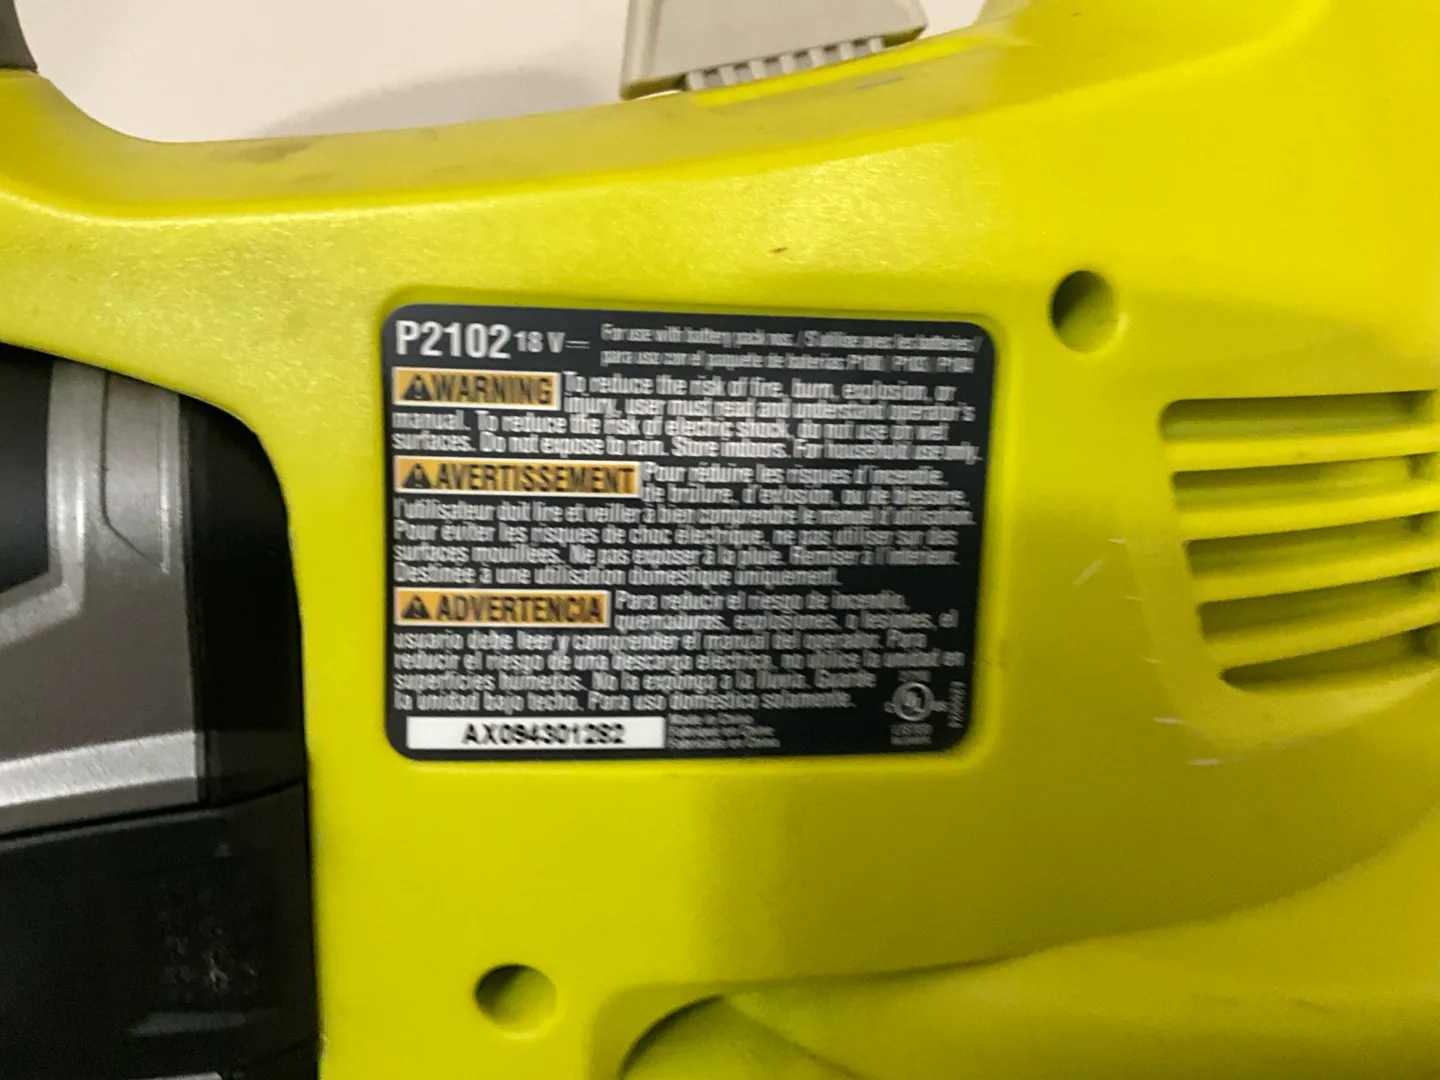 P2102 18 V
For use with battery pack nos. / S'utilise avec les batteries /
para uso con el paquete de baterías P100 P102 P104
WARNING To reduce the risk of fire, burn, explosion, or
injury, user must read and understand operator's
manual. To reduce the risk of electric shock, do not use on wet
surfaces. Do not expose to rain. Store indoors. For household use only.
AVERTISSEMENT Pour réduire les risques d'incendie,
de brûlure, d'exlosion, ou de blessure,
l'utilisateur doit lire et veiller à bien comprendre le manuel d'utilisation.
Pour éviter les risques de choc électrique, ne pas utiliser sur des
surfaces mouillées. Ne pas exposer à la pluie. Remiser à l'intérieur.
Destinée à une utilisation domestique uniquement.
ADVERTENCIA Para reducir el riesgo de incendio,
quemaduras, explosiones, o lesiones, el
usuario debe leer y comprender el manual del operador. Para
reducir el riesgo de una descarga eléctrica, no utilice la unidad en
superficies húmedas. No la exponga a la lluvia. Guarde
la unidad bajo techo. Para uso doméstico solamente.
Made in China
UL